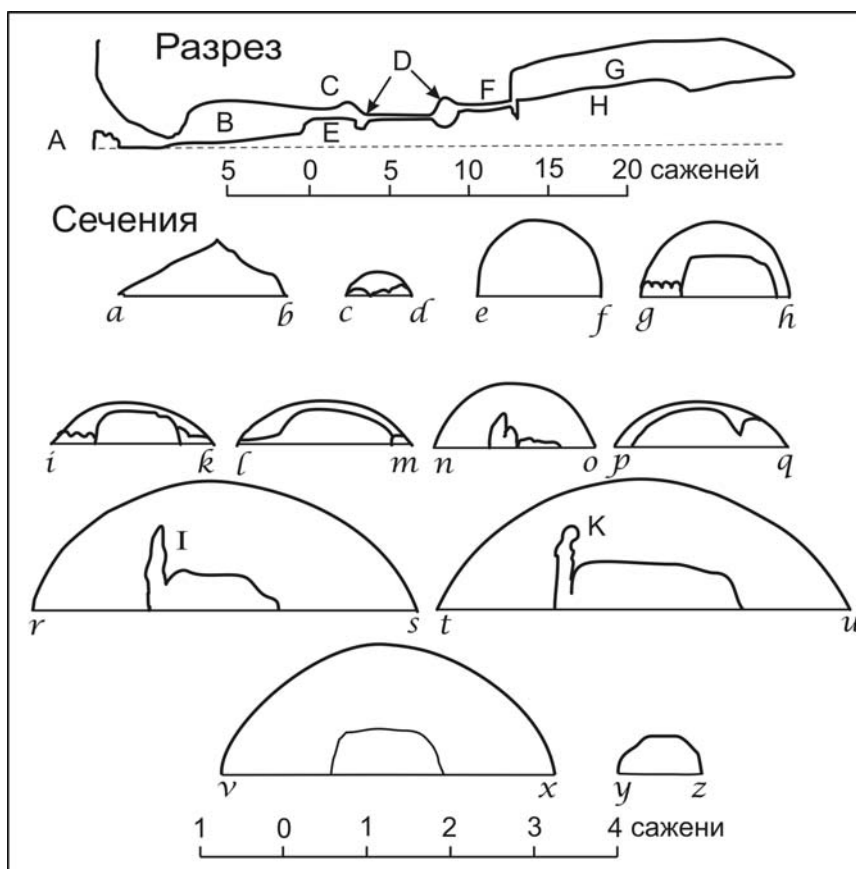 Разрез
A B C D E F G H
5 0 5 10 15 20 саженей
Сечения
a b c d e f g h
i k l m n o p q
I K
r s t u
v x y z
1 0 1 2 3 4 сажени